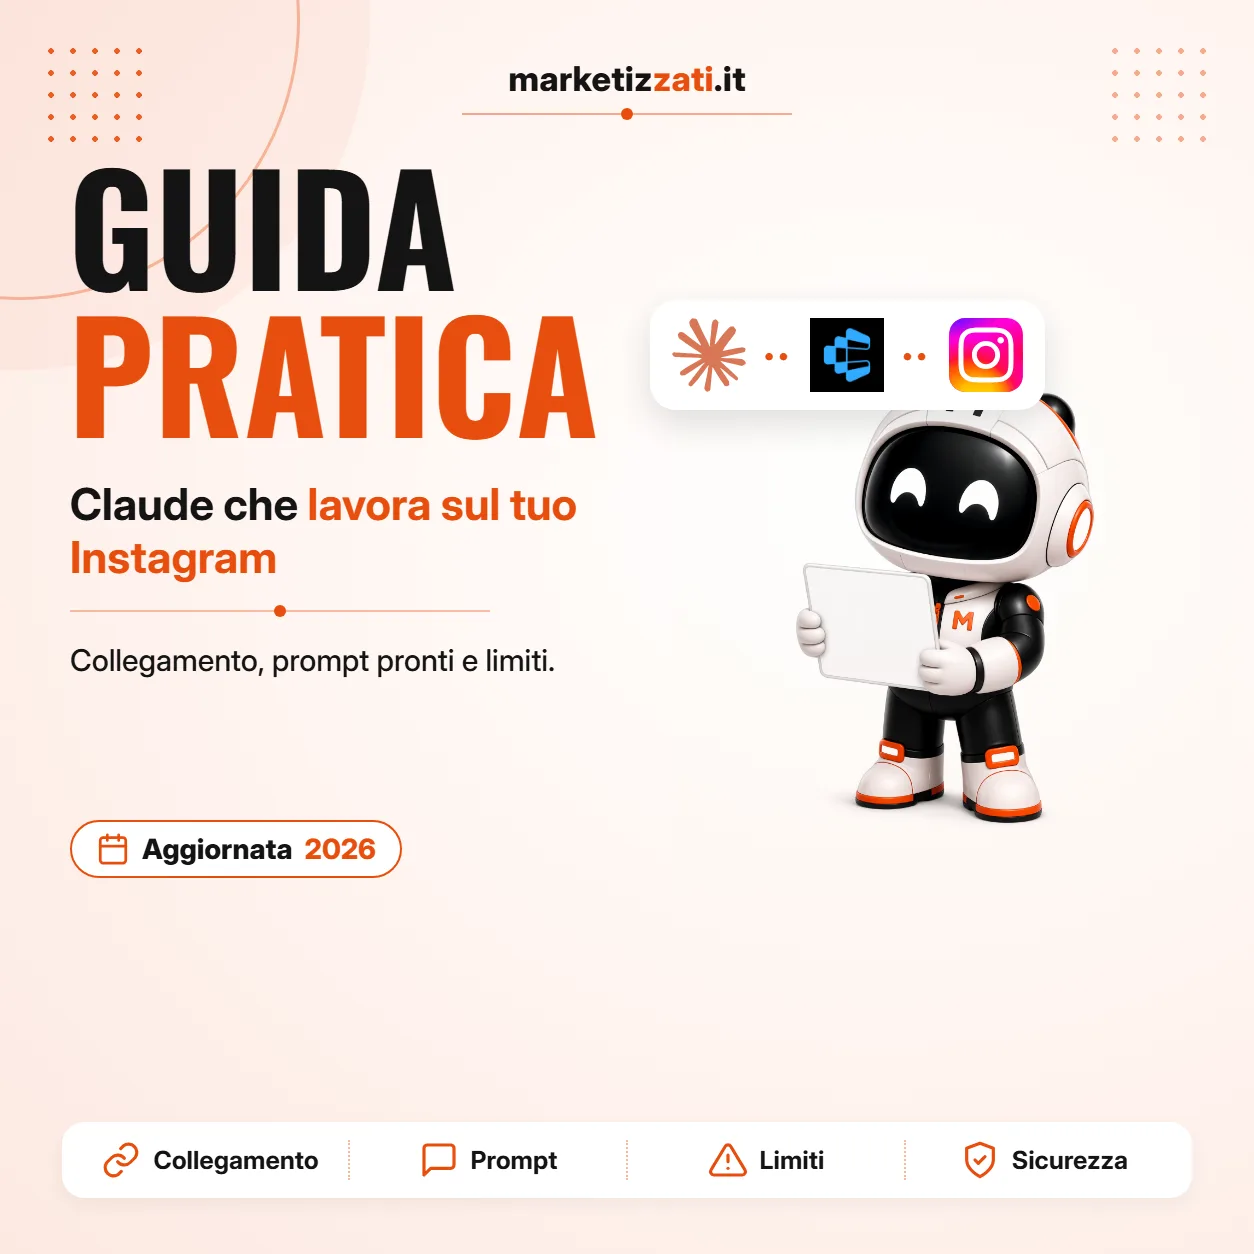 marketizzati.it
GUIDA
PRATICA
Claude che lavora sul tuo
Instagram
Collegamento, prompt pronti e limiti.
M
Aggiornata 2026
Collegamento
Prompt
Limiti
Sicurezza